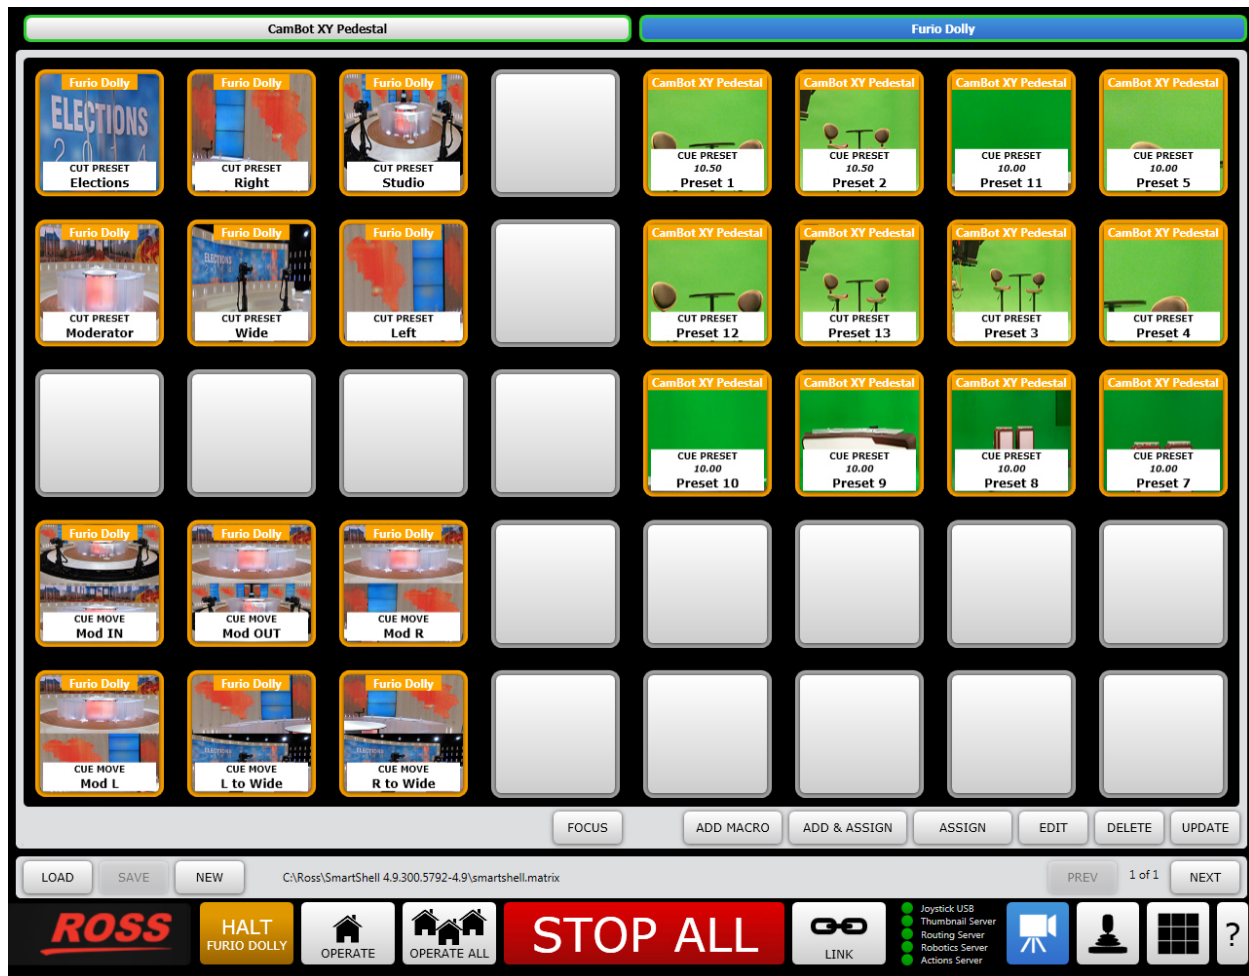 CamBot XY Pedestal
Furio Dolly
Furio Dolly
ELECTIONS
2014
CUT PRESET
Elections
Furio Dolly
CUT PRESET
Right
Furio Dolly
CUT PRESET
Studio
CamBot XY Pedestal
CUE PRESET
10.50
Preset 1
CamBot XY Pedestal
CUE PRESET
10.50
Preset 2
CamBot XY Pedestal
CUE PRESET
10.00
Preset 11
CamBot XY Pedestal
CUE PRESET
10.00
Preset 5
Furio Dolly
CUT PRESET
Moderator
Furio Dolly
ELECTIONS
CUT PRESET
Wide
Furio Dolly
CUT PRESET
Left
CamBot XY Pedestal
CUT PRESET
Preset 12
CamBot XY Pedestal
CUT PRESET
Preset 13
CamBot XY Pedestal
CUT PRESET
Preset 3
CamBot XY Pedestal
CUT PRESET
Preset 4
CamBot XY Pedestal
CUE PRESET
10.00
Preset 10
CamBot XY Pedestal
CUE PRESET
10.00
Preset 9
CamBot XY Pedestal
CUE PRESET
10.00
Preset 8
CamBot XY Pedestal
CUE PRESET
10.00
Preset 7
Furio Dolly
CUE MOVE
Mod IN
Furio Dolly
CUE MOVE
Mod OUT
Furio Dolly
CUE MOVE
Mod R
Furio Dolly
CUE MOVE
Mod L
Furio Dolly
ELECTIONS
CUE MOVE
L to Wide
Furio Dolly
ELECTIONS
CUE MOVE
R to Wide
FOCUS
ADD MACRO
ADD & ASSIGN
ASSIGN
EDIT
DELETE
UPDATE
LOAD
SAVE
NEW
C:\Ross\SmartShell 4.9.300.5792-4.9\smartshell.matrix
PREV
1 of 1
NEXT
ROSS
HALT
FURIO DOLLY
OPERATE
OPERATE ALL
STOP ALL
LINK
Joystick USB
Thumbnail Server
Routing Server
Robotics Server
Actions Server
?